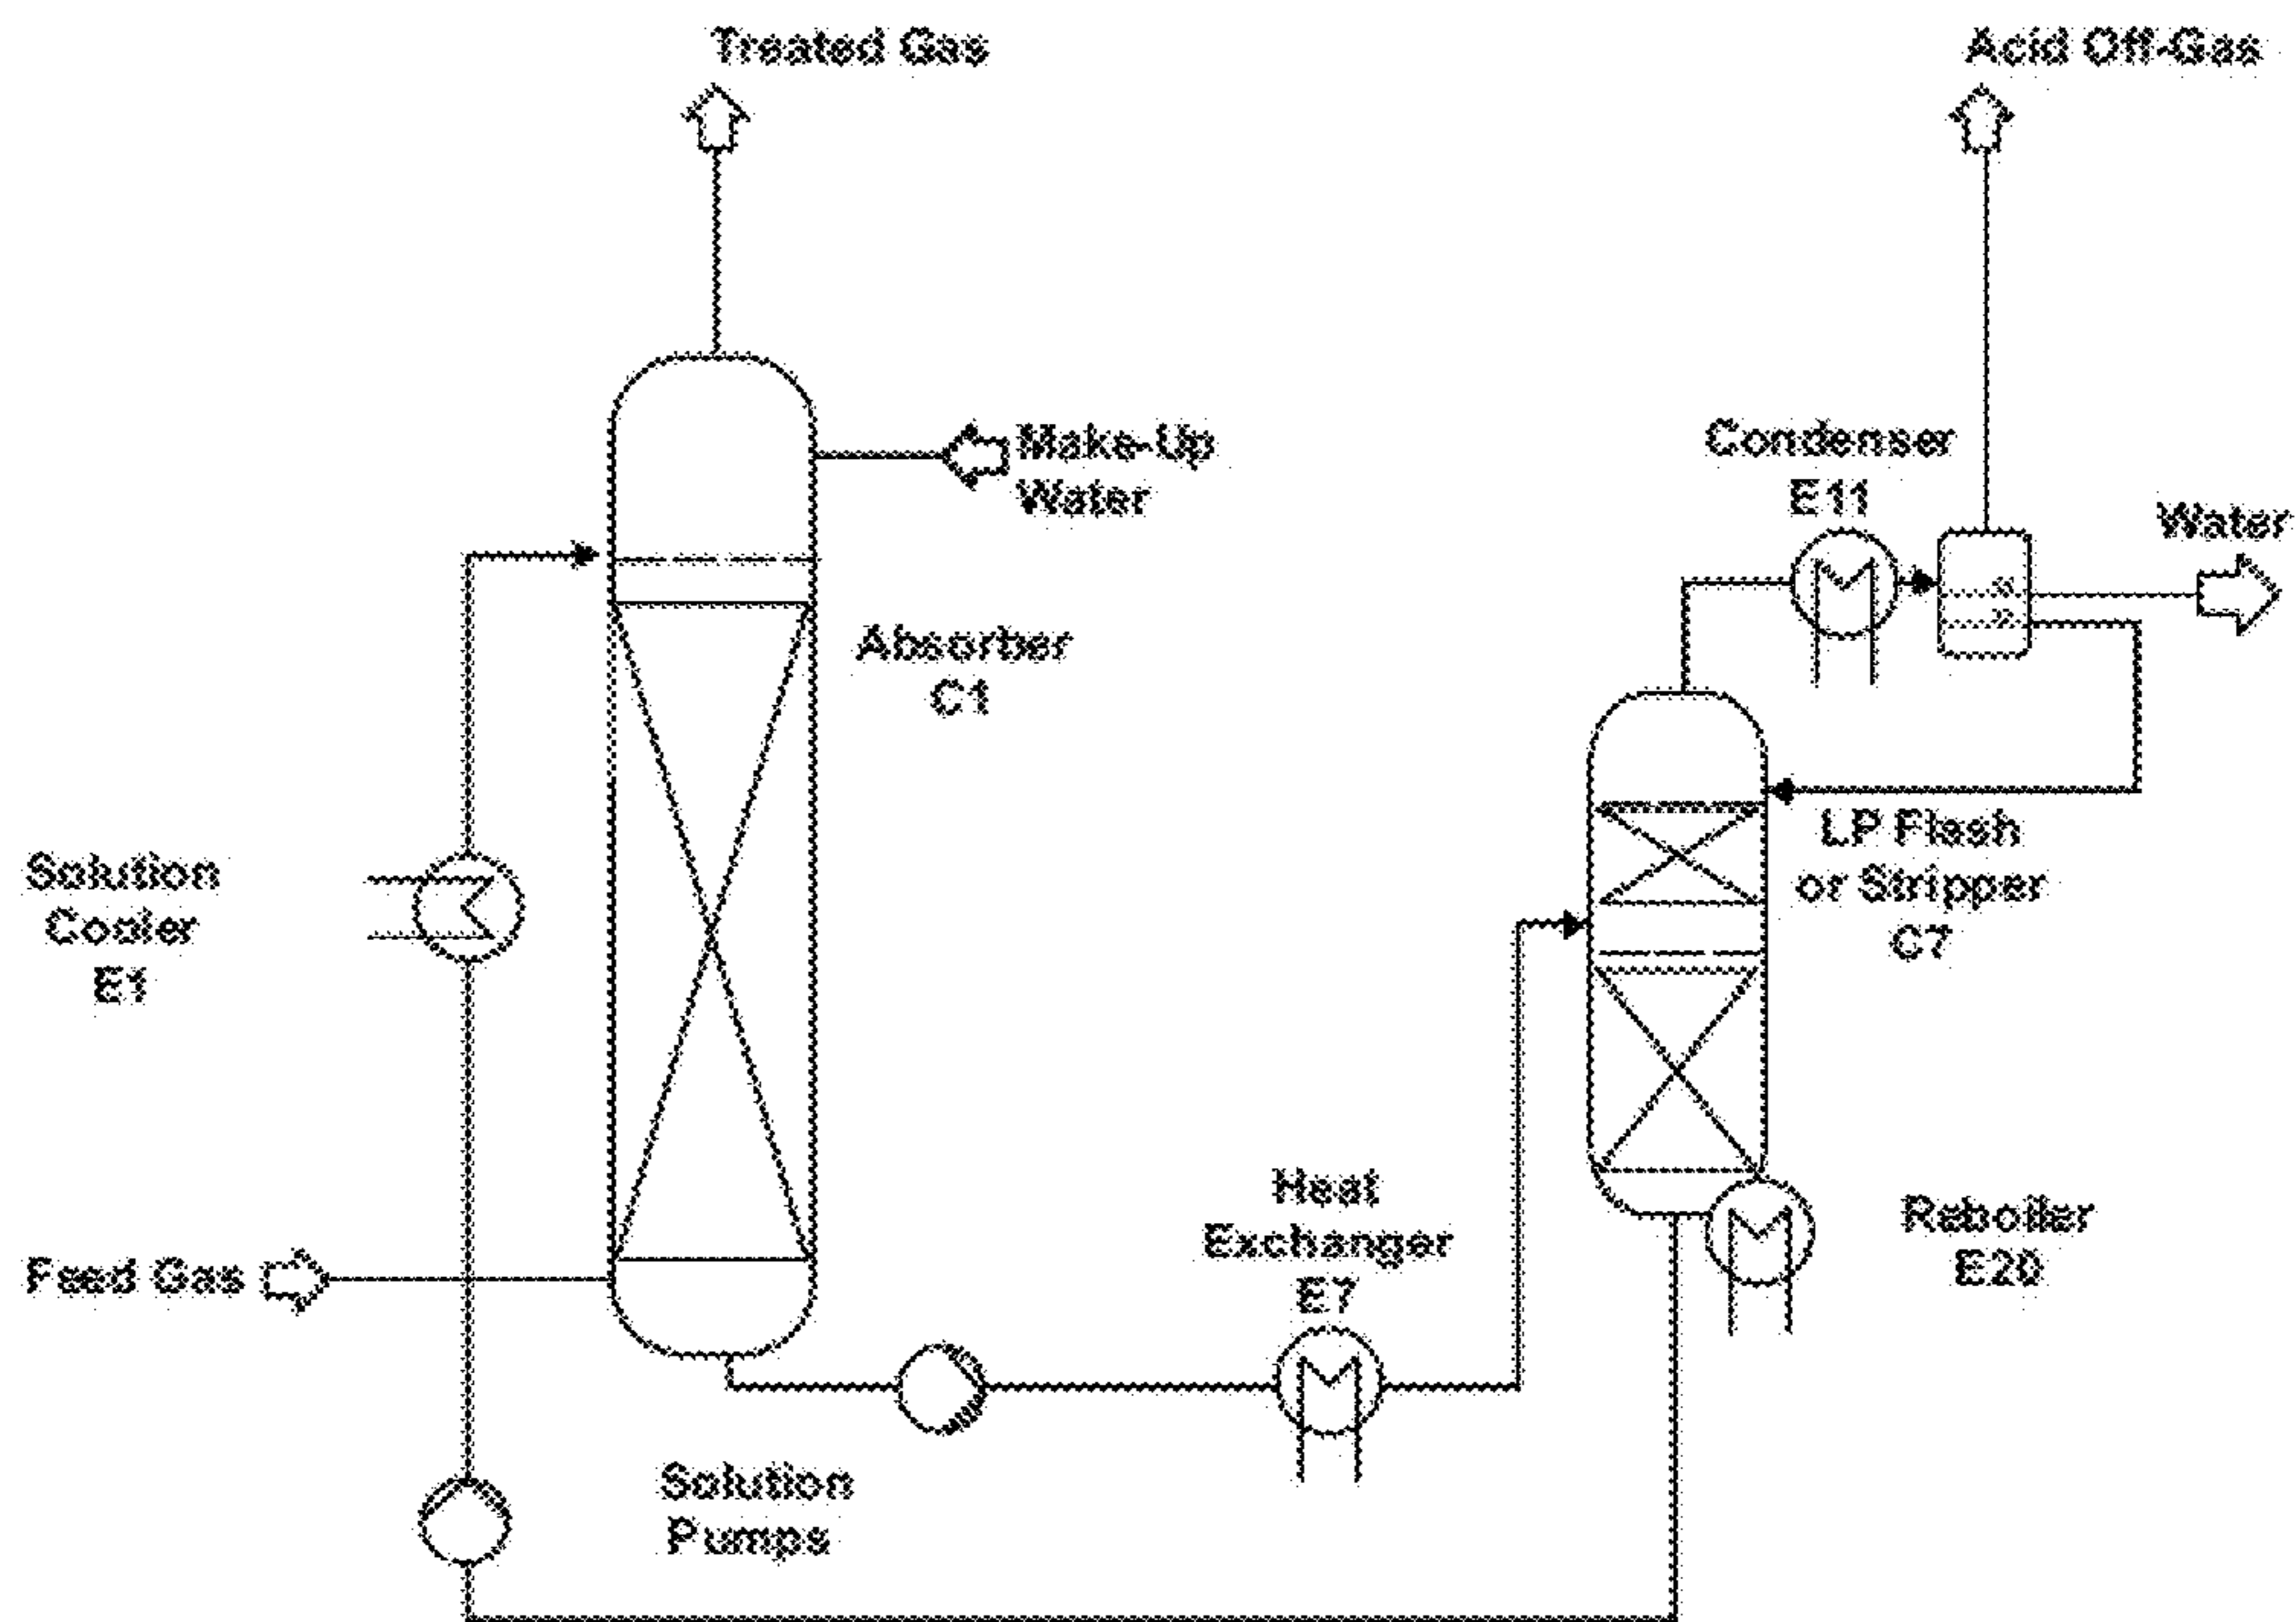 Treated Gas
Acid Off-Gas
Make-Up
Water
Condenser
E11
Water
Absorber
C1
LP Flash
or Stripper
C7
Solution
Cooler
E1
Heat
Exchanger
E7
Reboiler
E20
Feed Gas
Solution
Pumps